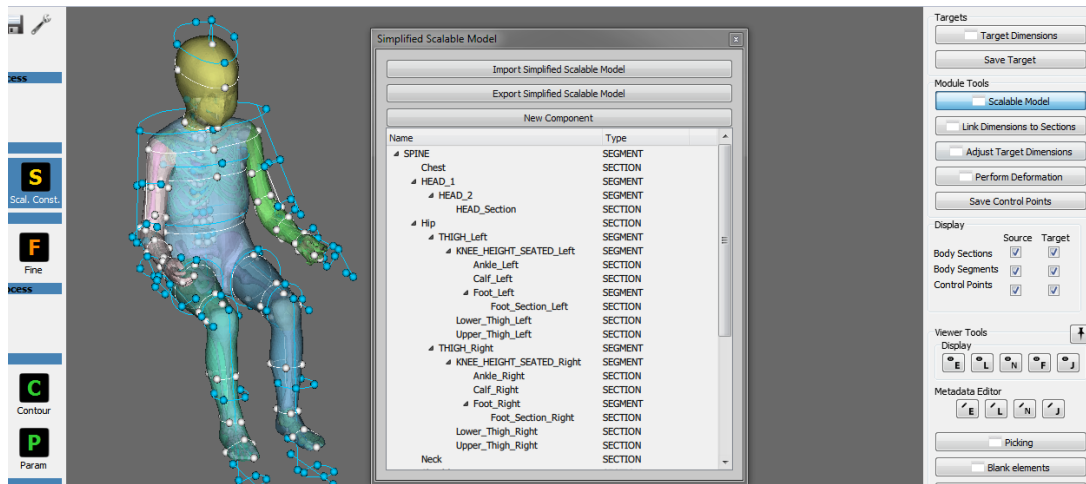 cess
S
Scal. Const.
F
Fine
ocess
C
Contour
P
Param
Simplified Scalable Model
Import Simplified Scalable Model
Export Simplified Scalable Model
New Component
Name Type
SPINE SEGMENT
Chest SECTION
HEAD_1 SEGMENT
HEAD_2 SEGMENT
HEAD_Section SECTION
Hip SECTION
THIGH_Left SEGMENT
KNEE_HEIGHT_SEATED_Left SEGMENT
Ankle_Left SECTION
Calf_Left SECTION
Foot_Left SEGMENT
Foot_Section_Left SECTION
Lower_Thigh_Left SECTION
Upper_Thigh_Left SECTION
THIGH_Right SEGMENT
KNEE_HEIGHT_SEATED_Right SEGMENT
Ankle_Right SECTION
Calf_Right SECTION
Foot_Right SEGMENT
Foot_Section_Right SECTION
Lower_Thigh_Right SECTION
Upper_Thigh_Right SECTION
Neck SECTION
Targets
Target Dimensions
Save Target
Module Tools
Scalable Model
Link Dimensions to Sections
Adjust Target Dimensions
Perform Deformation
Save Control Points
Display
Source Target
Body Sections
Body Segments
Control Points
Viewer Tools
Display
E L N F J
Metadata Editor
E L N J
Picking
Blank elements